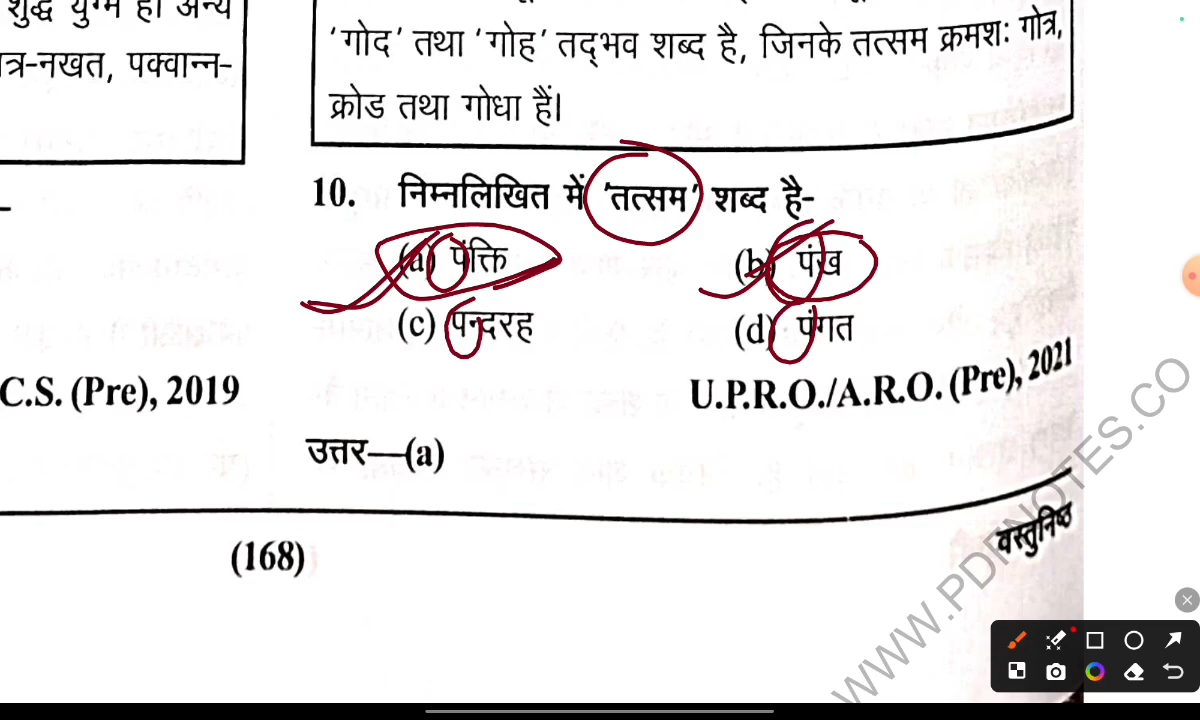 शुद्ध युग्म है। अन्य
त्र-नखत, पक्वान्न-
'गोद' तथा 'गोह' तद्भव शब्द है, जिनके तत्सम क्रमशः गोत्र,
क्रोड तथा गोधा हैं।
10. निम्नलिखित में 'तत्सम' शब्द है-
(a) पंक्ति (b) पंख
(c) पन्दरह (d) पंगत
C.S. (Pre), 2019
U.P.R.O./A.R.O. (Pre), 2021
उत्तर—(a)
(168)
वस्तुनिष्ठ
WWW.PDFNOTES.CO